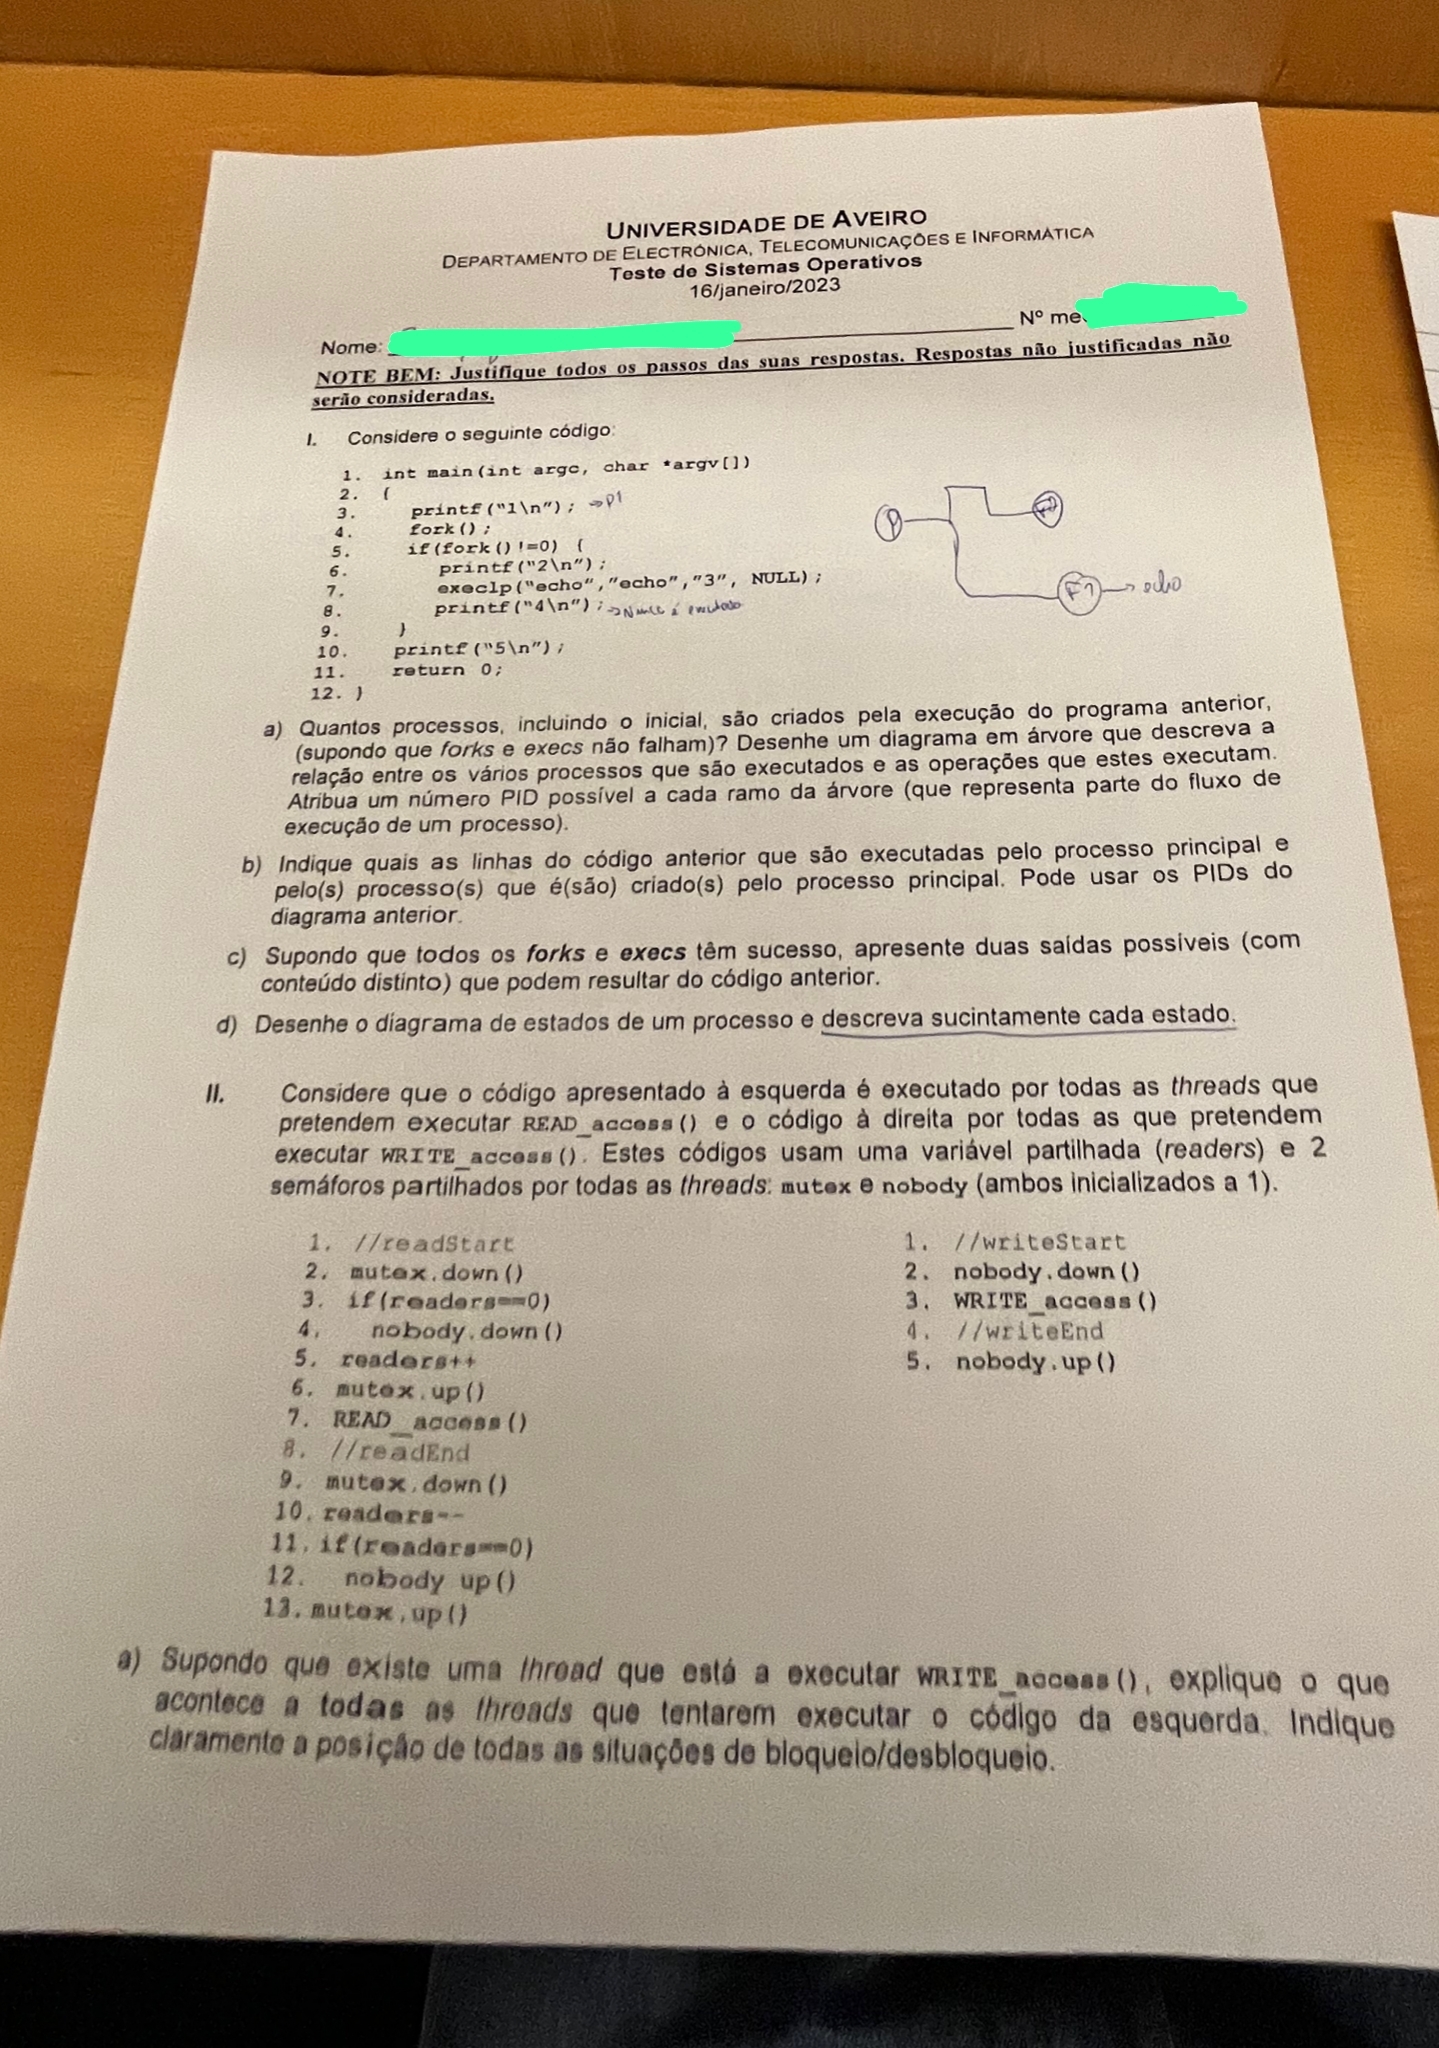 UNIVERSIDADE DE AVEIRO
DEPARTAMENTO DE ELECTRÓNICA, TELECOMUNICAÇÕES E INFORMÁTICA
Teste de Sistemas Operativos
16/janeiro/2023
Nome: Nº me
NOTE BEM: Justifique todos os passos das suas respostas. Respostas não justificadas não
serão consideradas.
I. Considere o seguinte código:
1. int main(int argc, char *argv[])
2. {
3. printf("1\n"); →P1
4. fork();
5. if(fork()!=0) {
6. printf("2\n");
7. execlp("echo","echo","3", NULL);
8. printf("4\n"); → Nunca é executado
9. }
10. printf("5\n");
11. return 0;
12. }
P
F1 → echo
a) Quantos processos, incluindo o inicial, são criados pela execução do programa anterior,
(supondo que forks e execs não falham)? Desenhe um diagrama em árvore que descreva a
relação entre os vários processos que são executados e as operações que estes executam.
Atribua um número PID possível a cada ramo da árvore (que representa parte do fluxo de
execução de um processo).
b) Indique quais as linhas do código anterior que são executadas pelo processo principal e
pelo(s) processo(s) que é(são) criado(s) pelo processo principal. Pode usar os PIDs do
diagrama anterior.
c) Supondo que todos os forks e execs têm sucesso, apresente duas saídas possíveis (com
conteúdo distinto) que podem resultar do código anterior.
d) Desenhe o diagrama de estados de um processo e descreva sucintamente cada estado.
II. Considere que o código apresentado à esquerda é executado por todas as threads que
pretendem executar READ_access() e o código à direita por todas as que pretendem
executar WRITE_access(). Estes códigos usam uma variável partilhada (readers) e 2
semáforos partilhados por todas as threads: mutex e nobody (ambos inicializados a 1).
1. //readStart
2. mutex.down()
3. if(readers==0)
4. nobody.down()
5. readers++
6. mutex.up()
7. READ_access()
8. //readEnd
9. mutex.down()
10. readers--
11. if(readers==0)
12. nobody up()
13. mutex.up()
1. //writeStart
2. nobody.down()
3. WRITE_access()
4. //writeEnd
5. nobody.up()
a) Supondo que existe uma thread que está a executar WRITE_access(), explique o que
acontece a todas as threads que tentarem executar o código da esquerda. Indique
claramente a posição de todas as situações de bloqueio/desbloqueio.